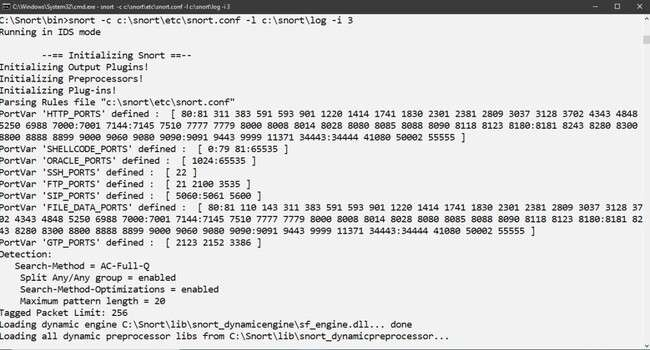 C:\Windows\System32\cmd.exe - snort -c c:\snort\etc\snort.conf -l c:\snort\log -i 3
C:\Snort\bin>snort -c c:\snort\etc\snort.conf -l c:\snort\log -i 3
Running in IDS mode
--== Initializing Snort ==--
Initializing Output Plugins!
Initializing Preprocessors!
Initializing Plug-ins!
Parsing Rules file "c:\snort\etc\snort.conf"
PortVar 'HTTP_PORTS' defined :  [ 80:81 311 383 591 593 901 1220 1414 1741 1830 2301 2381 2809 3037 3128 3702 4343 4848
5250 6988 7000:7001 7144:7145 7510 7777 7779 8000 8008 8014 8028 8080 8085 8088 8090 8118 8123 8180:8181 8243 8280 8300
8800 8888 8899 9000 9060 9080 9090:9091 9443 9999 11371 34443:34444 41080 50002 55555 ]
PortVar 'SHELLCODE_PORTS' defined :  [ 0:79 81:65535 ]
PortVar 'ORACLE_PORTS' defined :  [ 1024:65535 ]
PortVar 'SSH_PORTS' defined :  [ 22 ]
PortVar 'FTP_PORTS' defined :  [ 21 2100 3535 ]
PortVar 'SIP_PORTS' defined :  [ 5060:5061 5600 ]
PortVar 'FILE_DATA_PORTS' defined :  [ 80:81 110 143 311 383 591 593 901 1220 1414 1741 1830 2301 2381 2809 3037 3128 37
02 4343 4848 5250 6988 7000:7001 7144:7145 7510 7777 7779 8000 8008 8014 8028 8080 8085 8088 8090 8118 8123 8180:8181 82
43 8280 8300 8800 8888 8899 9000 9060 9080 9090:9091 9443 9999 11371 34443:34444 41080 50002 55555 ]
PortVar 'GTP_PORTS' defined :  [ 2123 2152 3386 ]
Detection:
Search-Method = AC-Full-Q
Split Any/Any group = enabled
Search-Method-Optimizations = enabled
Maximum pattern length = 20
Tagged Packet Limit: 256
Loading dynamic engine C:\Snort\lib\snort_dynamicengine\sf_engine.dll... done
Loading all dynamic preprocessor libs from C:\Snort\lib\snort_dynamicpreprocessor...